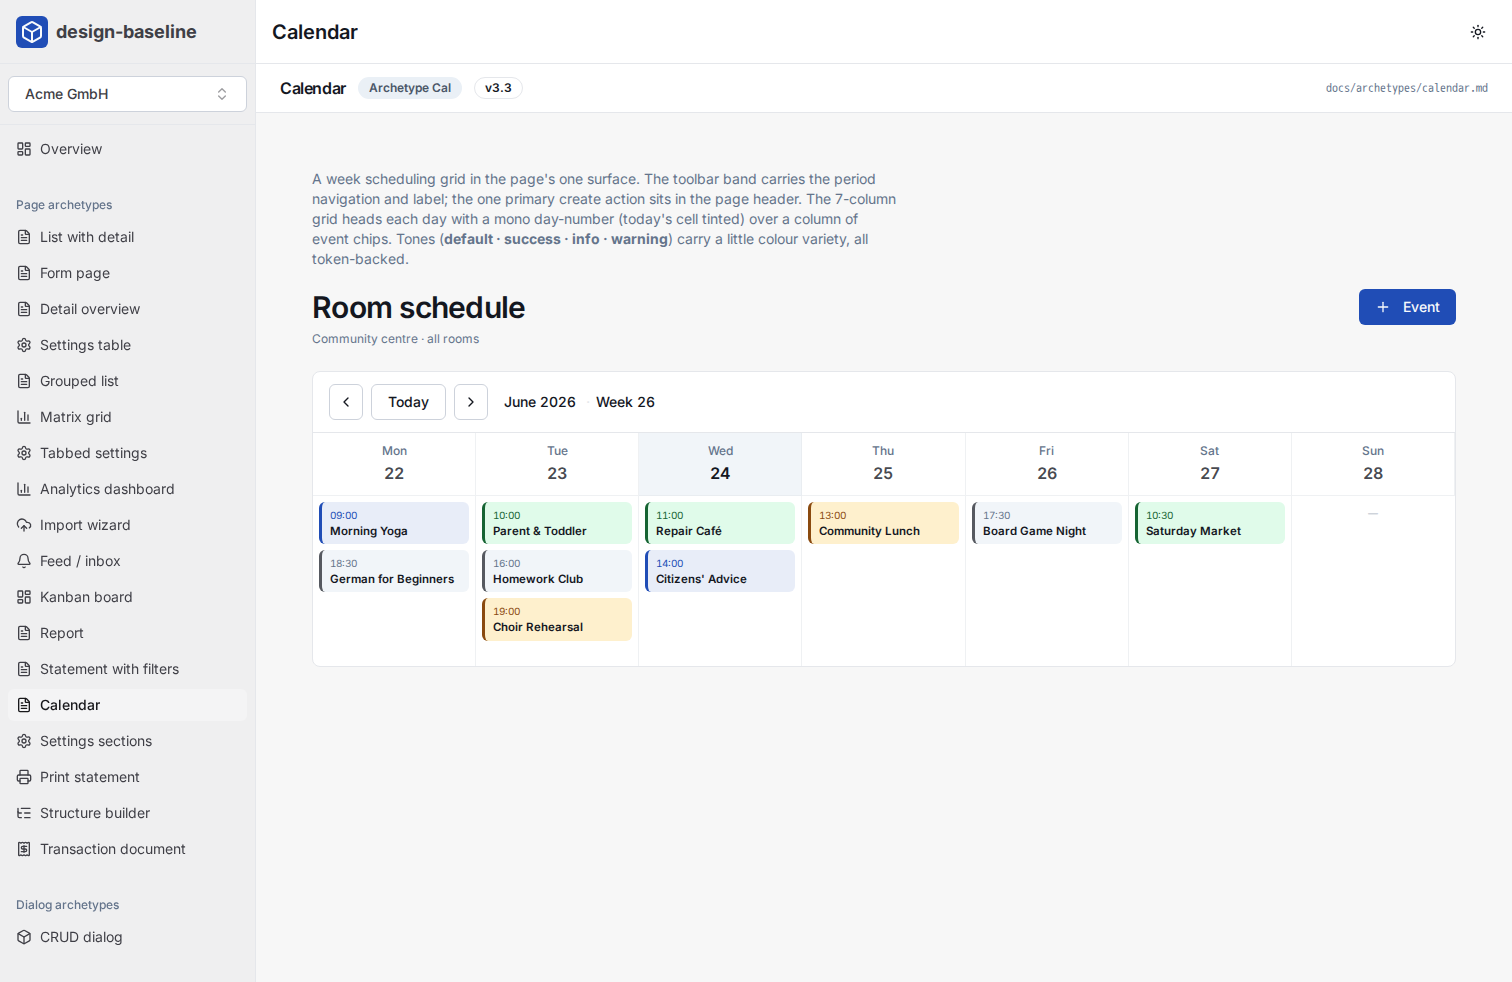 design-baseline
Acme GmbH
Overview
Page archetypes
List with detail
Form page
Detail overview
Settings table
Grouped list
Matrix grid
Tabbed settings
Analytics dashboard
Import wizard
Feed / inbox
Kanban board
Report
Statement with filters
Calendar
Settings sections
Print statement
Structure builder
Transaction document
Dialog archetypes
CRUD dialog
Calendar
Calendar Archetype Cal v3.3 docs/archetypes/calendar.md
A week scheduling grid in the page's one surface. The toolbar band carries the period
navigation and label; the one primary create action sits in the page header. The 7-column
grid heads each day with a mono day-number (today's cell tinted) over a column of
event chips. Tones (default · success · info · warning) carry a little colour variety, all
token-backed.
Room schedule
Event
Community centre · all rooms
Today June 2026 · Week 26
Mon Tue Wed Thu Fri Sat Sun
22 23 24 25 26 27 28
09:00
Morning Yoga
18:30
German for Beginners
10:00
Parent & Toddler
16:00
Homework Club
19:00
Choir Rehearsal
11:00
Repair Café
14:00
Citizens' Advice
13:00
Community Lunch
17:30
Board Game Night
10:30
Saturday Market
—